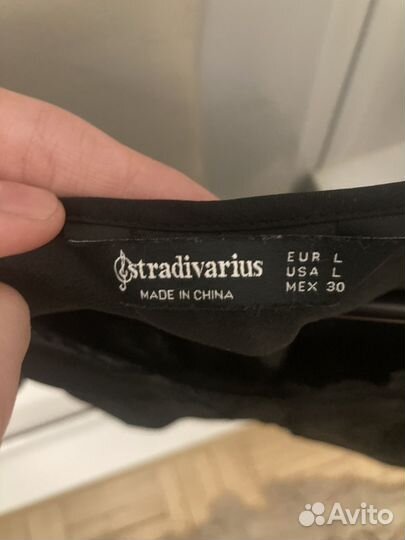 stradivarius
MADE IN CHINA
EUR L
USA L
MEX 30
Avito